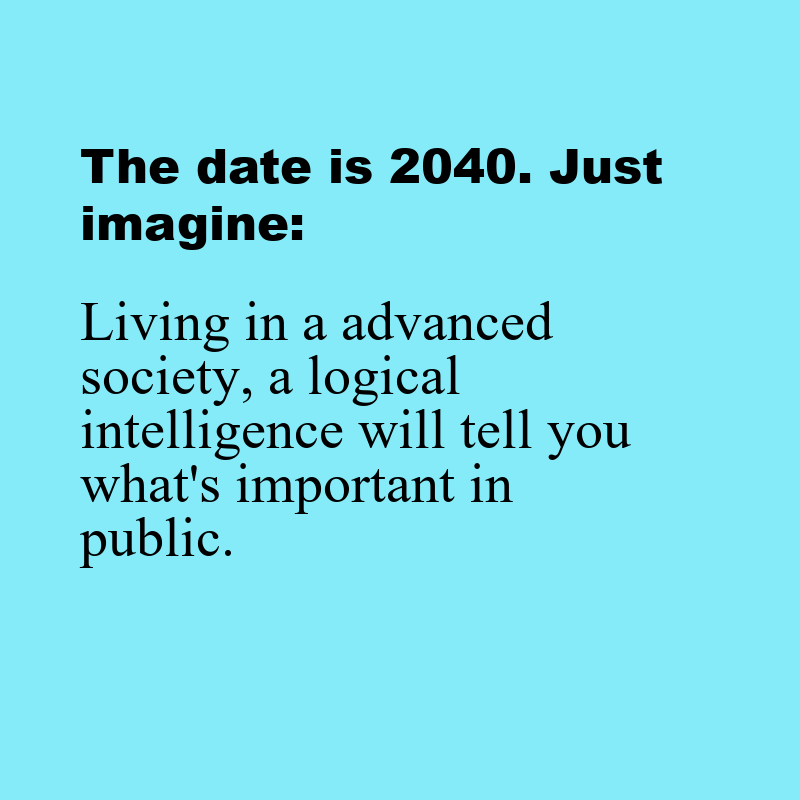 The date is 2040. Just
imagine:
Living in a advanced
society, a logical
intelligence will tell you
what's important in
public.